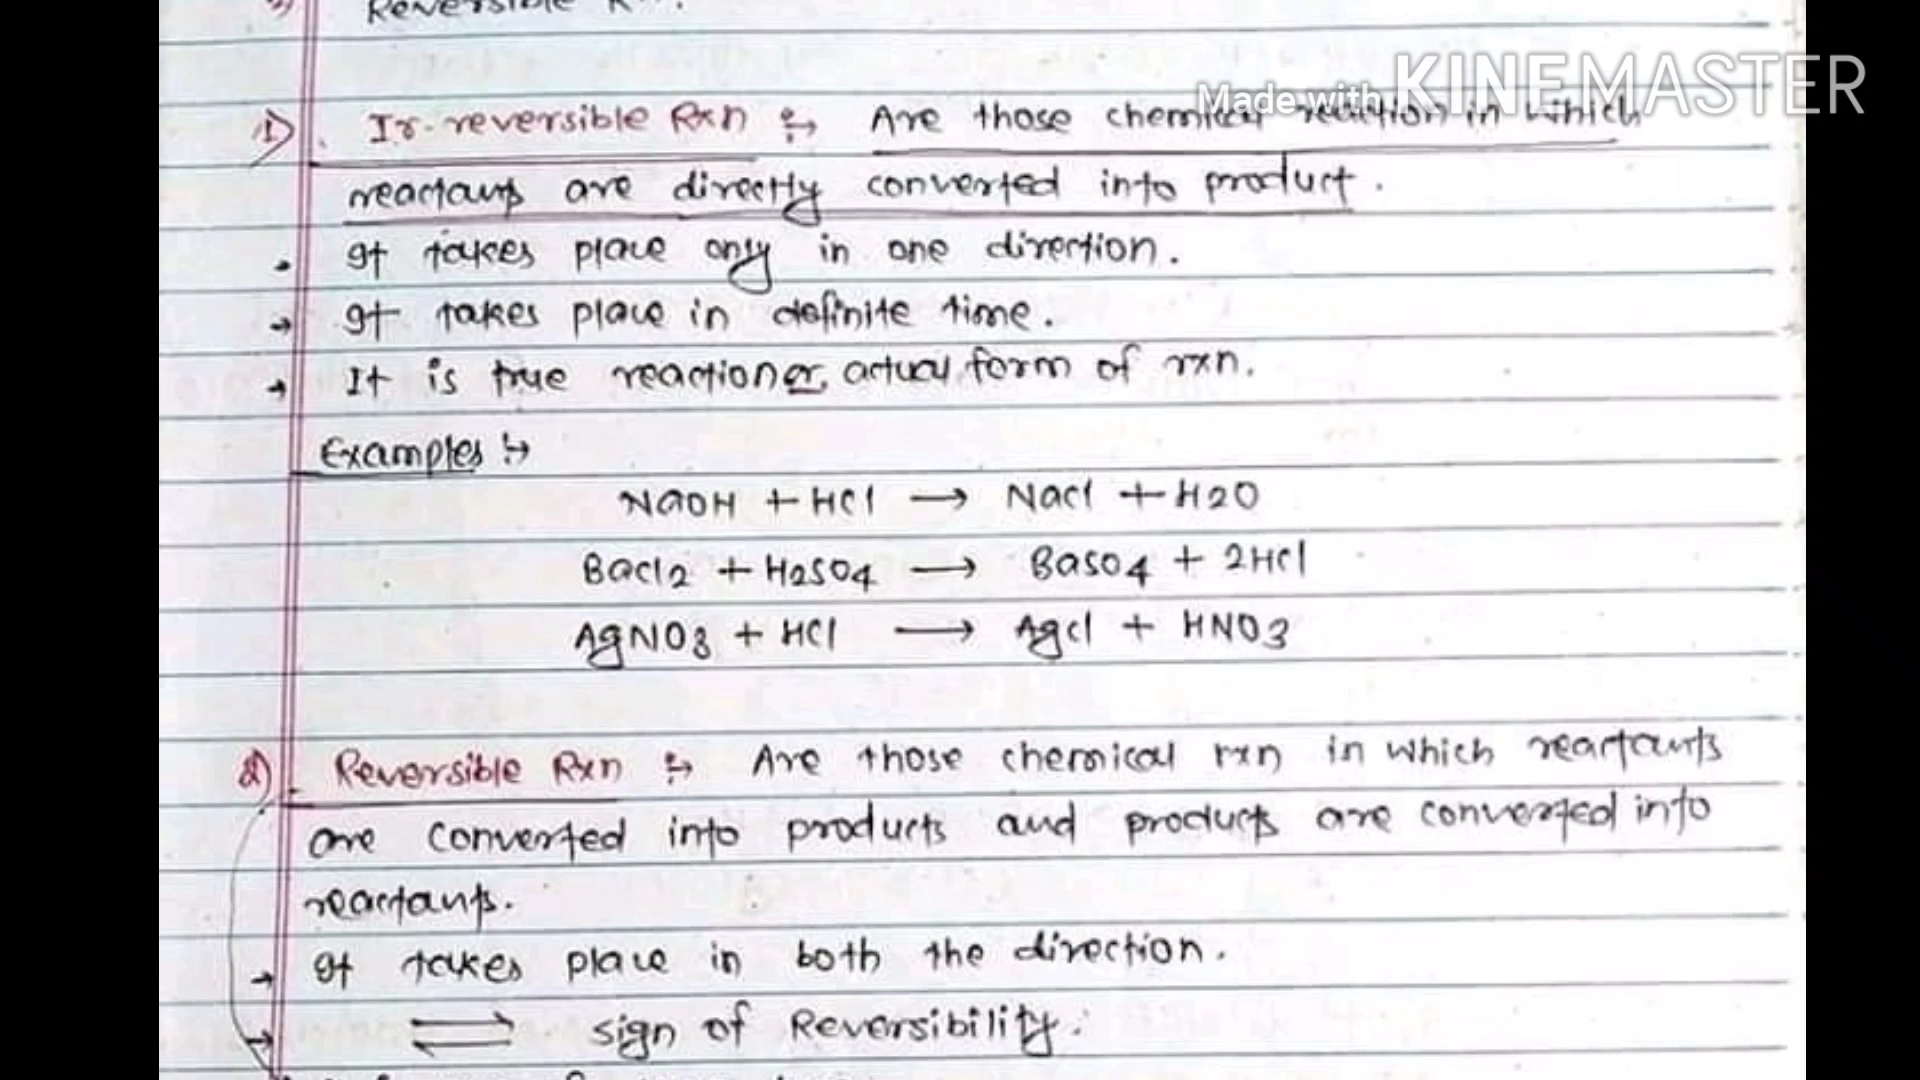 Reversible
Made with KINEMASTER
1) Ir-reversible Rxn :→ Are those chemical reaction in which
reactants are directly converted into product.
It takes place only in one direction.
→ It takes place in definite time.
→ It is true reaction or, actual form of rxn.
Examples :→
NaOH + HCl → Nacl + H2O
Bacl2 + H2SO4 → Baso4 + 2HCl
AgNO3 + HCl → Agcl + HNO3
2) Reversible Rxn :→ Are those chemical rxn in which reactants
are converted into products and products are converted into
reactants.
→ It takes place in both the direction.
→ ⇌ sign of Reversibility.